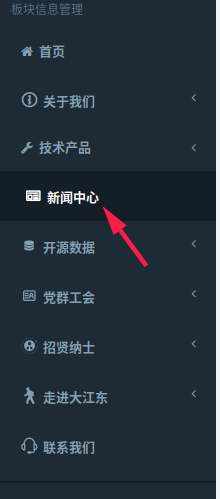 板块信息管理
首页
关于我们
技术产品
新闻中心
开源数据
党群工会
招贤纳士
走进大江东
联系我们